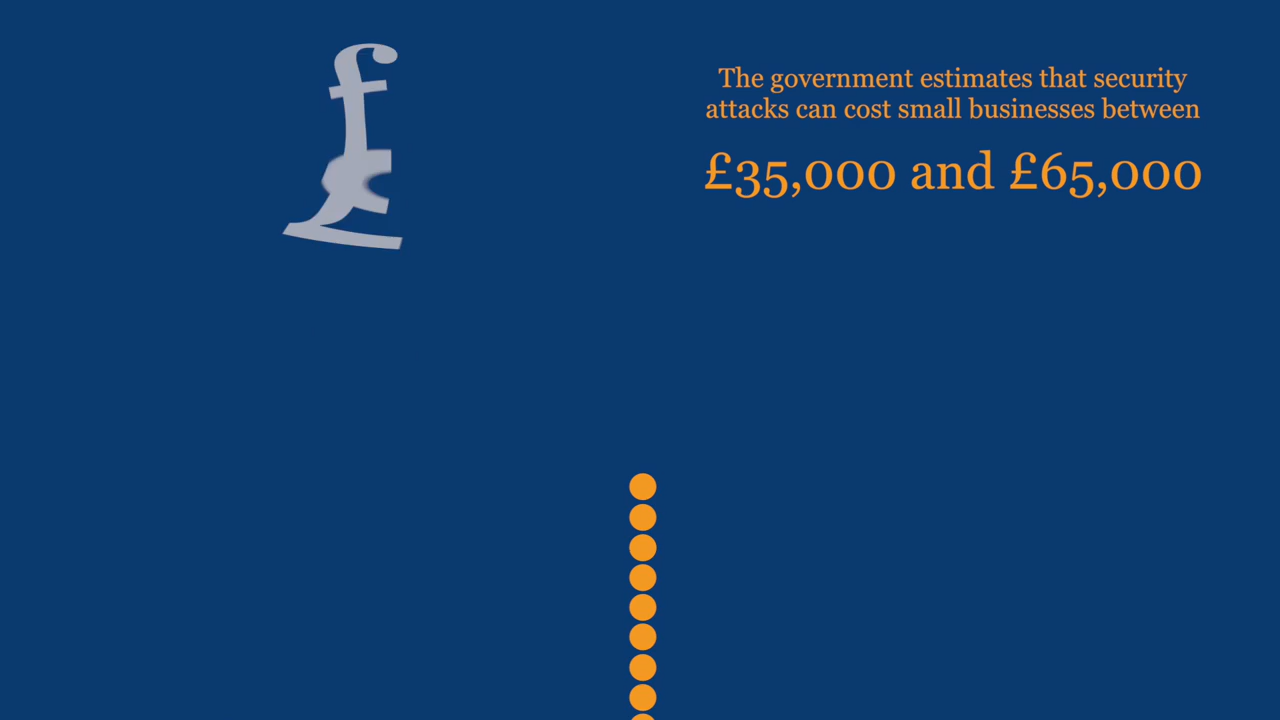 £
The government estimates that security
attacks can cost small businesses between
£35,000 and £65,000